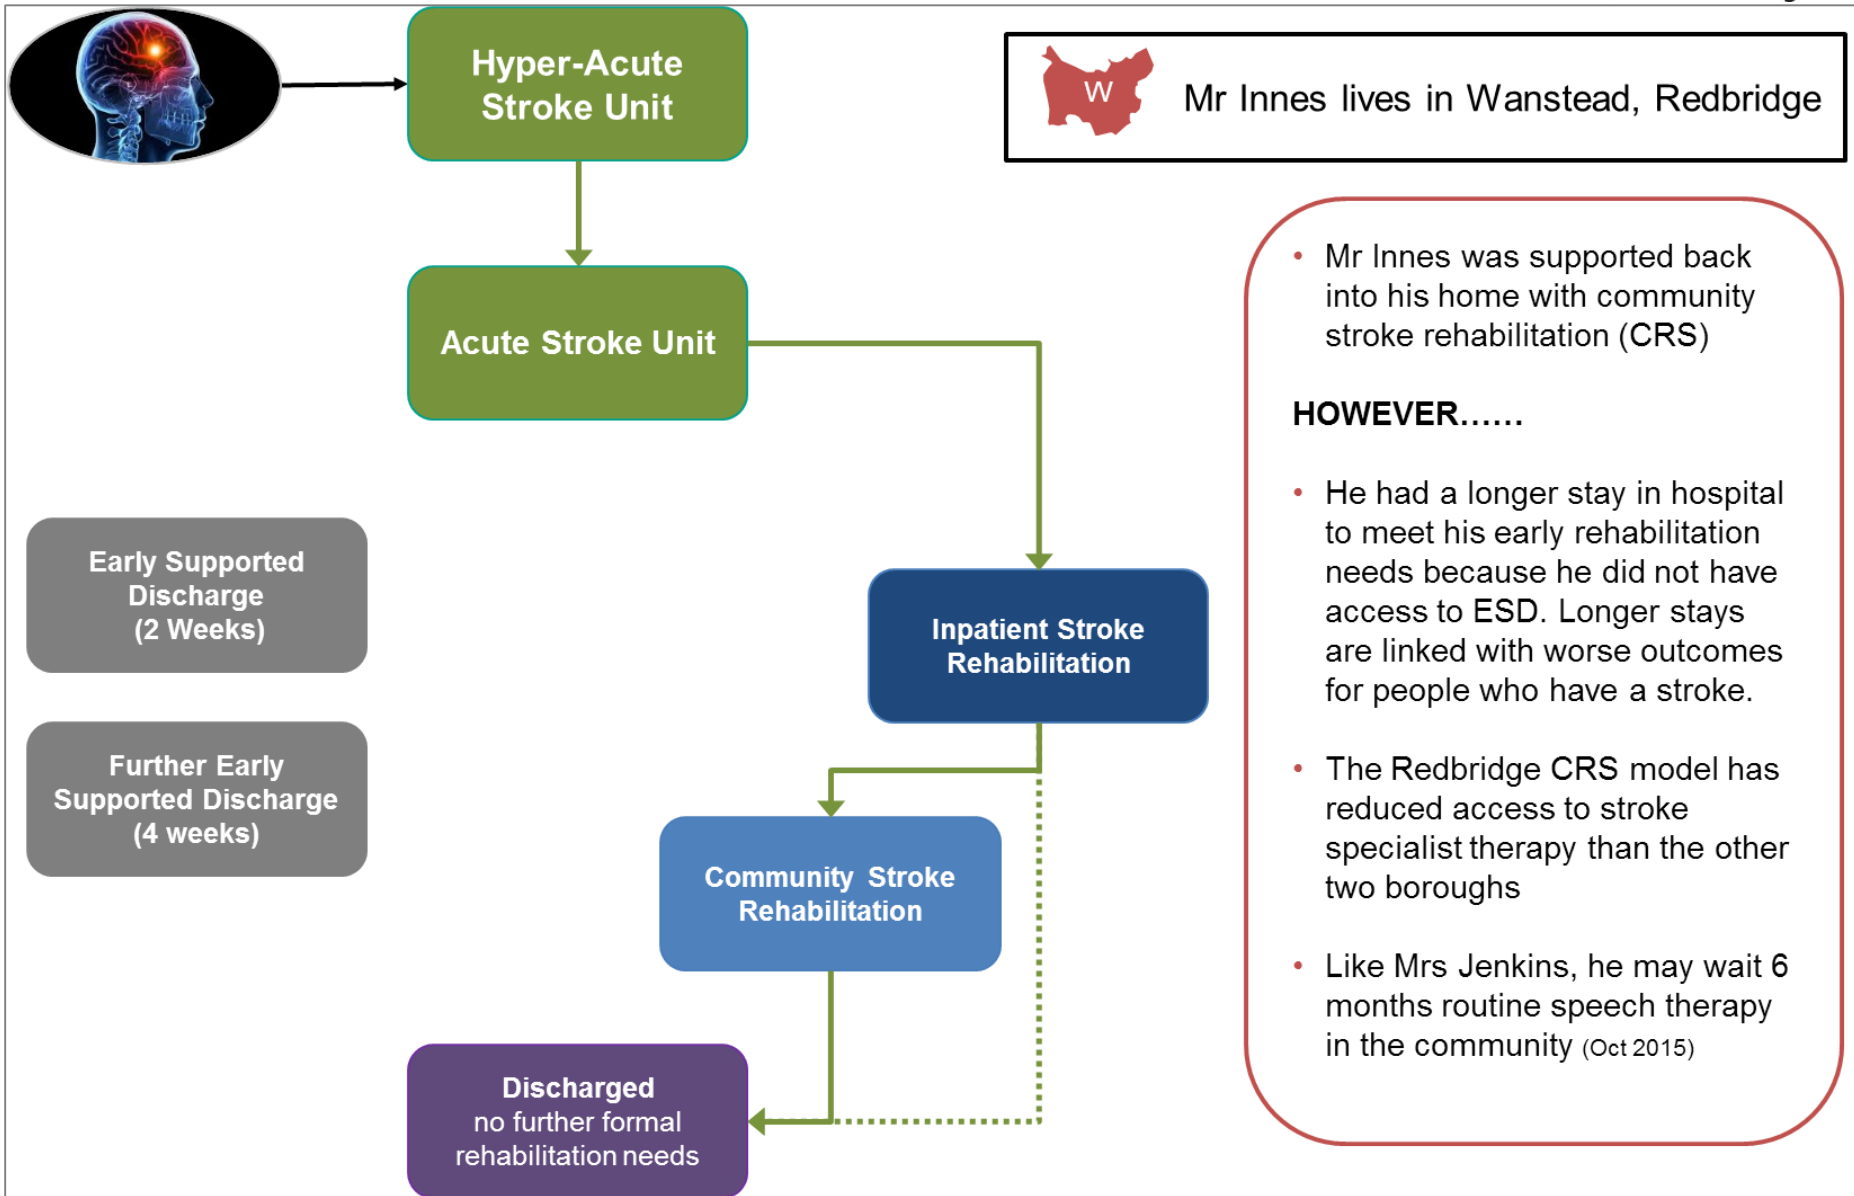 Hyper-Acute
Stroke Unit
W
Mr Innes lives in Wanstead, Redbridge
Acute Stroke Unit
Early Supported
Discharge
(2 Weeks)
Further Early
Supported Discharge
(4 weeks)
Inpatient Stroke
Rehabilitation
Community Stroke
Rehabilitation
Discharged
no further formal
rehabilitation needs
• Mr Innes was supported back
into his home with community
stroke rehabilitation (CRS)
HOWEVER......
• He had a longer stay in hospital
to meet his early rehabilitation
needs because he did not have
access to ESD. Longer stays
are linked with worse outcomes
for people who have a stroke.
• The Redbridge CRS model has
reduced access to stroke
specialist therapy than the other
two boroughs
• Like Mrs Jenkins, he may wait 6
months routine speech therapy
in the community (Oct 2015)